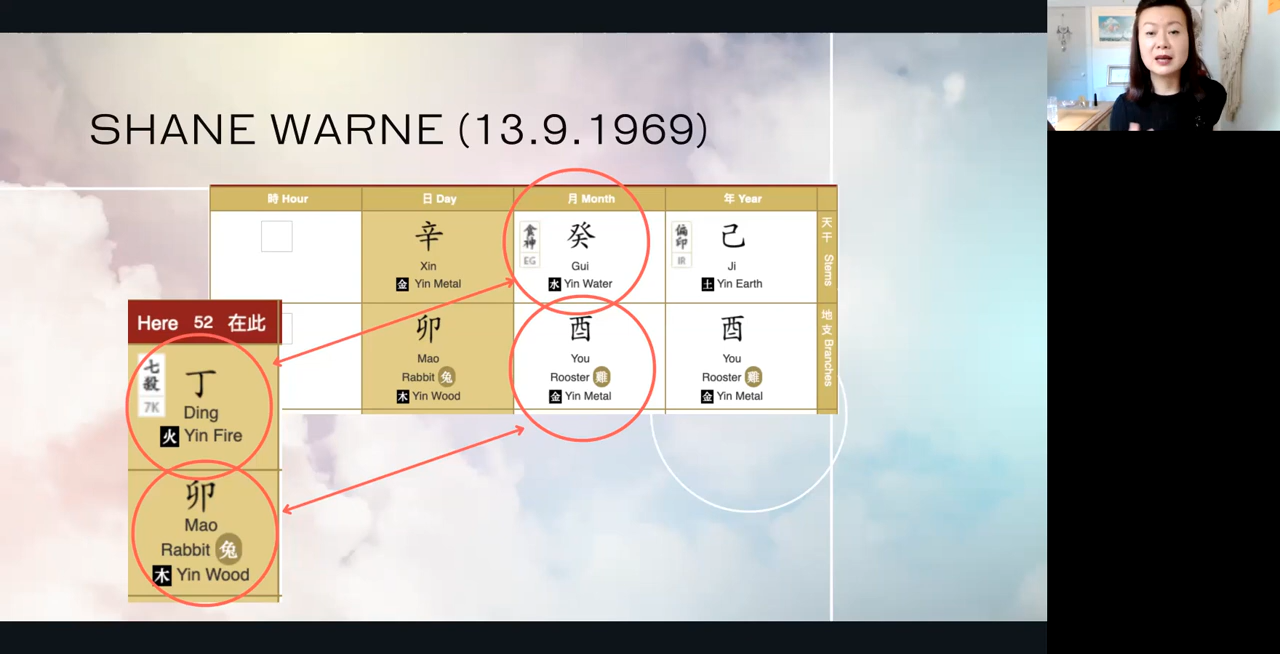 SHANE WARNE (13.9.1969)
時 Hour 日 Day 月 Month 年 Year
辛
Xin
金 Yin Metal
食神
EG
癸
Gui
水 Yin Water
偏印
IR
己
Ji
土 Yin Earth
天干 Stems
卯
Mao
Rabbit 兔
木 Yin Wood
酉
You
Rooster 雞
金 Yin Metal
酉
You
Rooster 雞
金 Yin Metal
地支 Branches
Here 52 在此
七殺
7K
丁
Ding
火 Yin Fire
卯
Mao
Rabbit 兔
木 Yin Wood